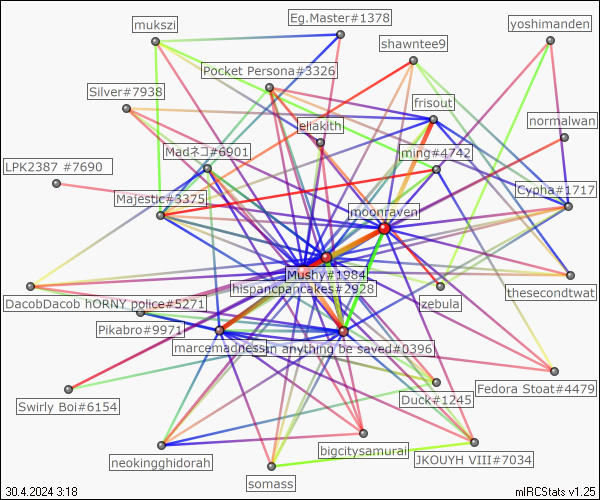 mukszi
Eg.Master#1378
yoshimanden
shawntee9
Pocket Persona#3326
Silver#7938
frisout
eliakith
normalwan
Madネコ#6901
ming#4742
LPK2387 #7690
Majestic#3375
Cypha#1717
moonraven
Mushy#1984
hispancpancakes#2928
DacobDacob
hORNY police#5271
zebula
thesecondtwat
Pikabro#9971
marcemadness
n anything be saved#0396
Fedora Stoat#4479
Swirly Boi#6154
Duck#1245
bigcitysamurai
neokingghidorah
JKOUYH VIII#7034
somass
30.4.2024 3:18
mIRCStats v1.25